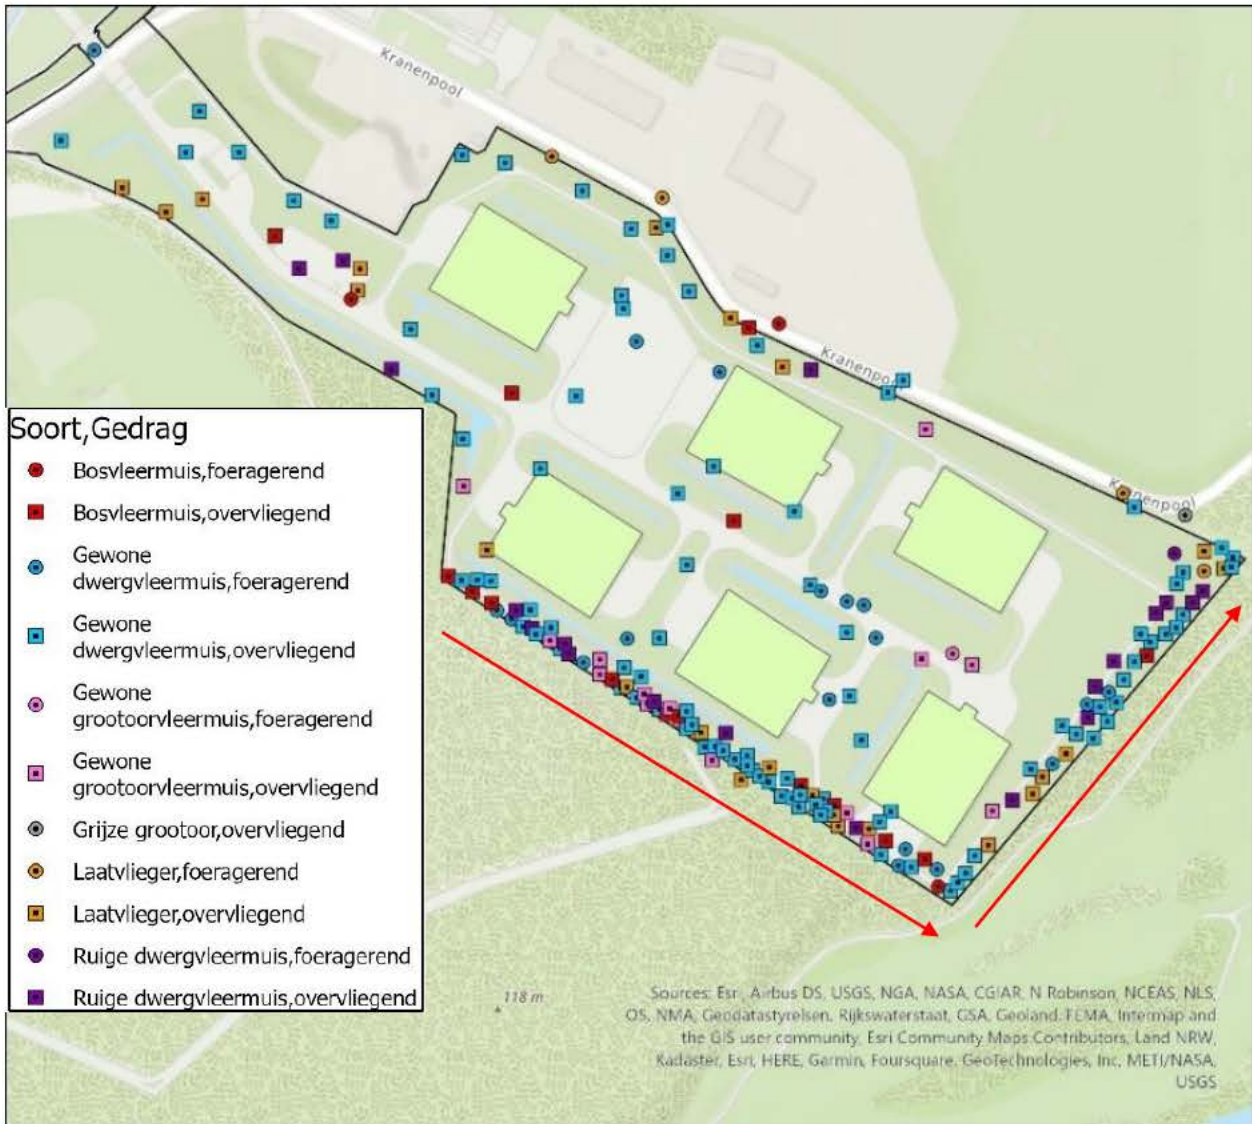 Kranenpool
Kranenpool
Kranenpool
Soort,Gedrag
Bosvleermuis,foeragerend
Bosvleermuis,overvliegend
Gewone
dwergvleermuis,foeragerend
Gewone
dwergvleermuis,overvliegend
Gewone
grootoorvleermuis,foeragerend
Gewone
grootoorvleermuis,overvliegend
Grijze grootoor,overvliegend
Laatvlieger,foeragerend
Laatvlieger,overvliegend
Ruige dwergvleermuis,foeragerend
Ruige dwergvleermuis,overvliegend
118 m
Sources: Esri, Airbus DS, USGS, NGA, NASA, CGIAR, N Robinson, NCEAS, NLS,
OS, NMA, Geodatastyrelsen, Rijkswaterstaat, GSA, Geoland, FEMA, Intermap and
the GIS user community, Esri Community Maps Contributors, Land NRW,
Kadaster, Esri, HERE, Garmin, Foursquare, GeoTechnologies, Inc, METI/NASA,
USGS